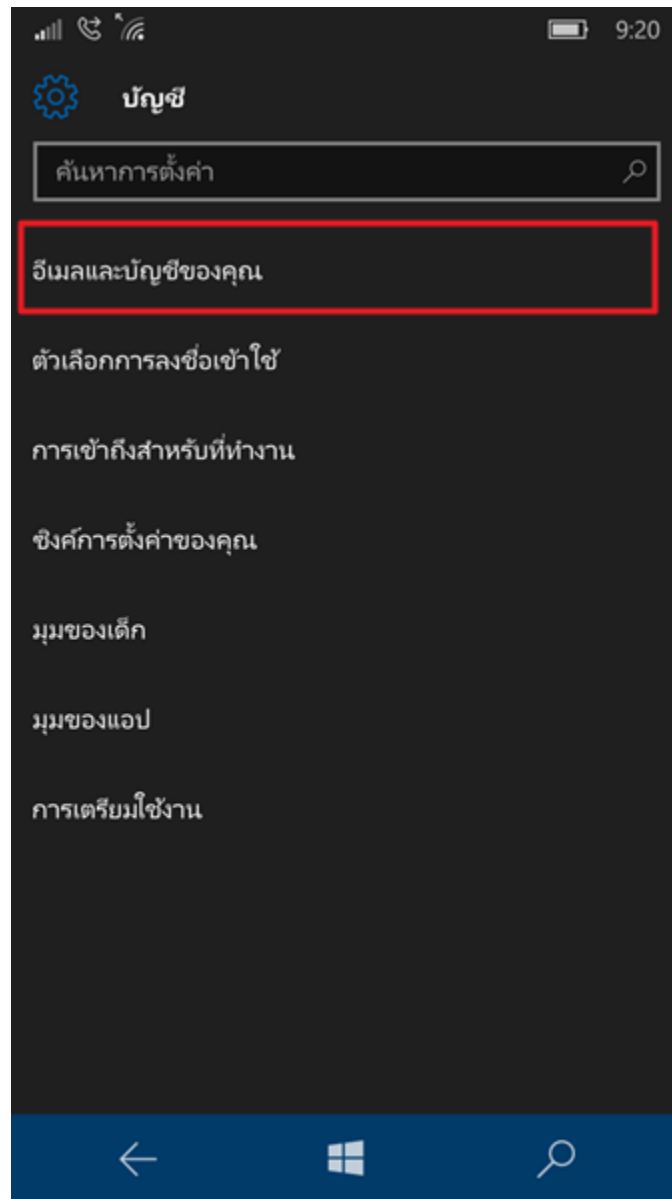 9:20
บัญชี
ค้นหาการตั้งค่า
อีเมลและบัญชีของคุณ
ตัวเลือกการลงชื่อเข้าใช้
การเข้าถึงสำหรับที่ทำงาน
ซิงค์การตั้งค่าของคุณ
มุมของเด็ก
มุมของแอป
การเตรียมใช้งาน